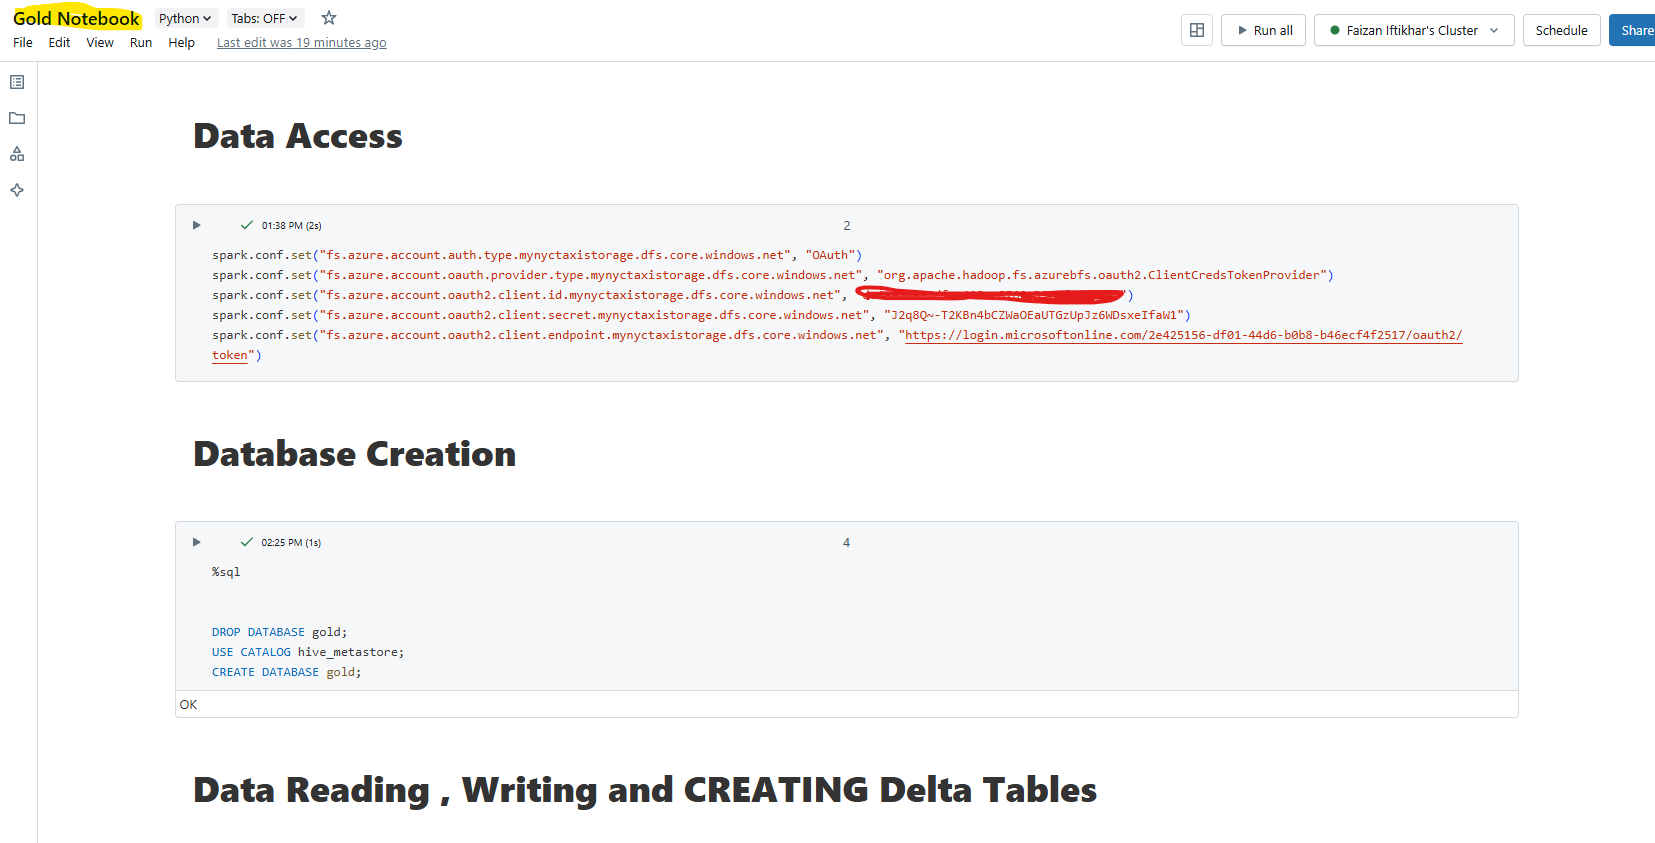 Gold Notebook Python Tabs: OFF
File Edit View Run Help Last edit was 19 minutes ago
Run all Faizan Iftikhar's Cluster Schedule Share
Data Access
01:38 PM (2s) 2
spark.conf.set("fs.azure.account.auth.type.mynyctaxistorage.dfs.core.windows.net", "OAuth")
spark.conf.set("fs.azure.account.oauth.provider.type.mynyctaxistorage.dfs.core.windows.net", "org.apache.hadoop.fs.azurebfs.oauth2.ClientCredsTokenProvider")
spark.conf.set("fs.azure.account.oauth2.client.id.mynyctaxistorage.dfs.core.windows.net", ")
spark.conf.set("fs.azure.account.oauth2.client.secret.mynyctaxistorage.dfs.core.windows.net", "J2q8Q~-T2KBn4bCZWaOEaUTGzUpJz6WDsxeIfaW1")
spark.conf.set("fs.azure.account.oauth2.client.endpoint.mynyctaxistorage.dfs.core.windows.net", "https://login.microsoftonline.com/2e425156-df01-44d6-b0b8-b46ecf4f2517/oauth2/
token")
Database Creation
02:25 PM (1s) 4
%sql
DROP DATABASE gold;
USE CATALOG hive_metastore;
CREATE DATABASE gold;
OK
Data Reading , Writing and CREATING Delta Tables